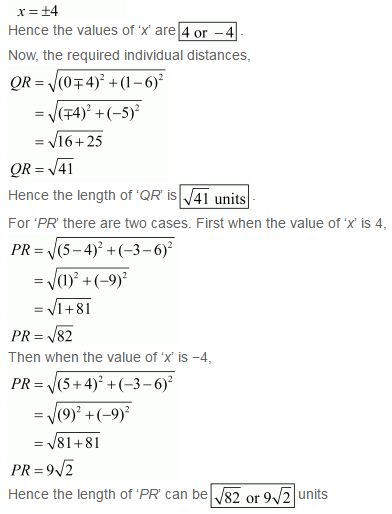 x = ±4
Hence the values of ‘x’ are 4 or −4 .
Now, the required individual distances,
QR = √((0∓4)² + (1−6)²)
= √((∓4)² + (−5)²)
= √(16+25)
QR = √41
Hence the length of ‘QR’ is √41 units .
For ‘PR’ there are two cases. First when the value of ‘x’ is 4,
PR = √((5−4)² + (−3−6)²)
= √((1)² + (−9)²)
= √(1+81)
PR = √82
Then when the value of ‘x’ is −4,
PR = √((5+4)² + (−3−6)²)
= √((9)² + (−9)²)
= √(81+81)
PR = 9√2
Hence the length of ‘PR’ can be √82 or 9√2 units